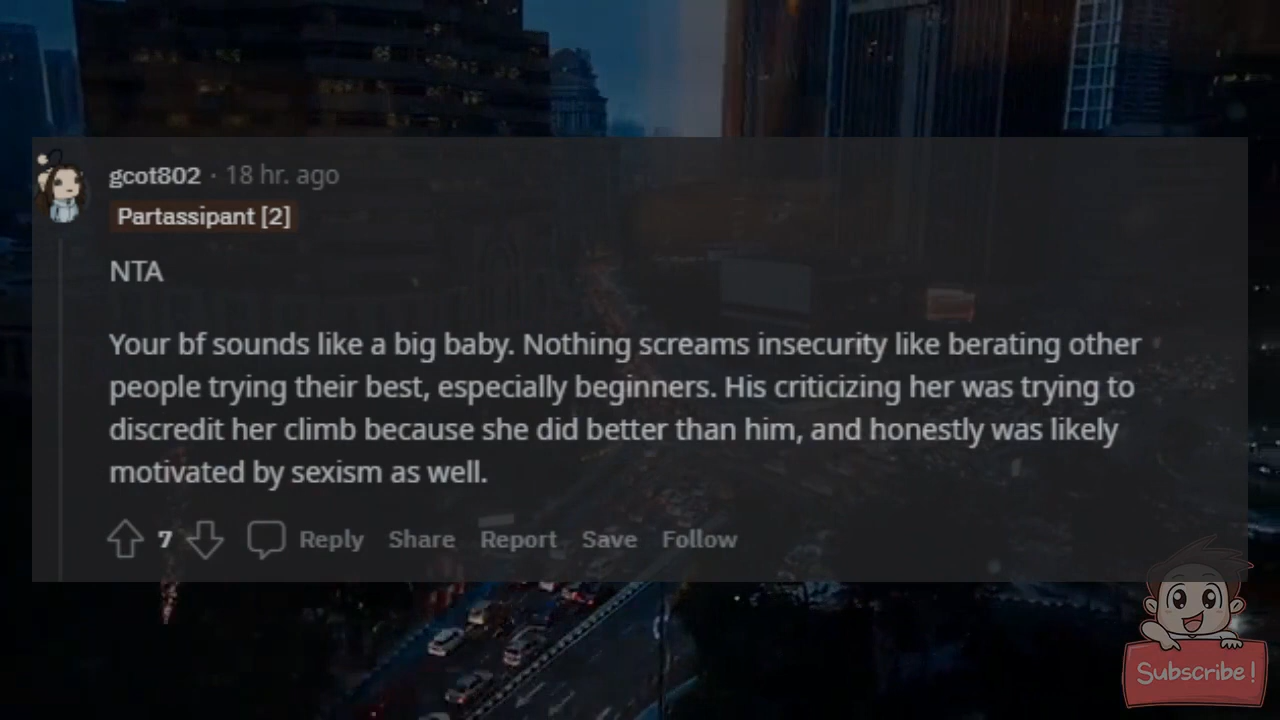 gcot802 · 18 hr. ago
Partassipant [2]
NTA
Your bf sounds like a big baby. Nothing screams insecurity like berating other
people trying their best, especially beginners. His criticizing her was trying to
discredit her climb because she did better than him, and honestly was likely
motivated by sexism as well.
7 Reply Share Report Save Follow
Subscribe!